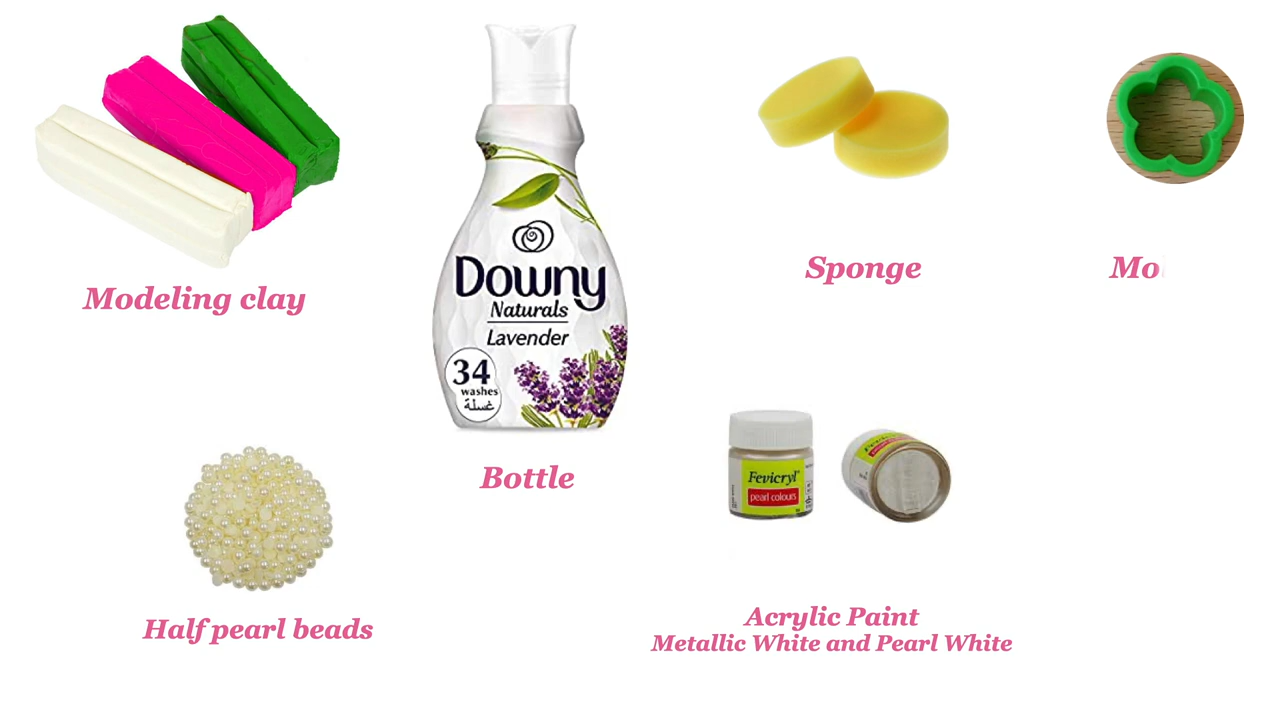 Modeling clay
Downy
Naturals
Lavender
34
washes
غسلة
Bottle
Sponge
Mo
Half pearl beads
Fevicryl
pearl colours
Acrylic Paint
Metallic White and Pearl White